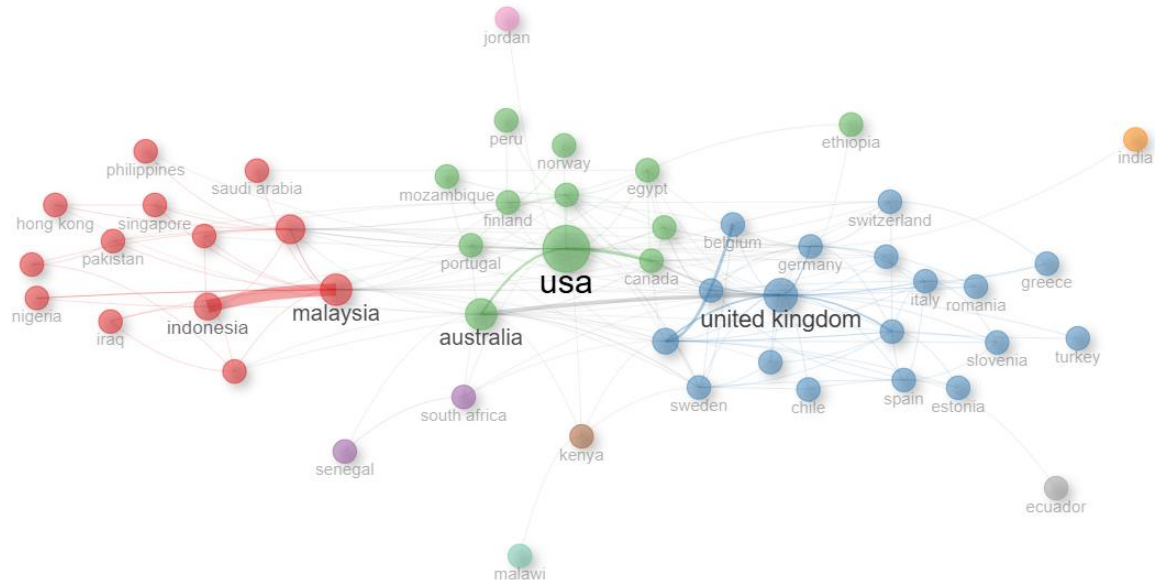 jordan
peru
norway
ethiopia
india
philippines
saudi arabia
mozambique
egypt
hong kong
singapore
finland
switzerland
pakistan
portugal
belgium
germany
canada
usa
greece
nigeria
indonesia
malaysia
italy
romania
iraq
australia
united kingdom
slovenia
turkey
sweden
chile
spain
estonia
south africa
senegal
kenya
ecuador
malawi